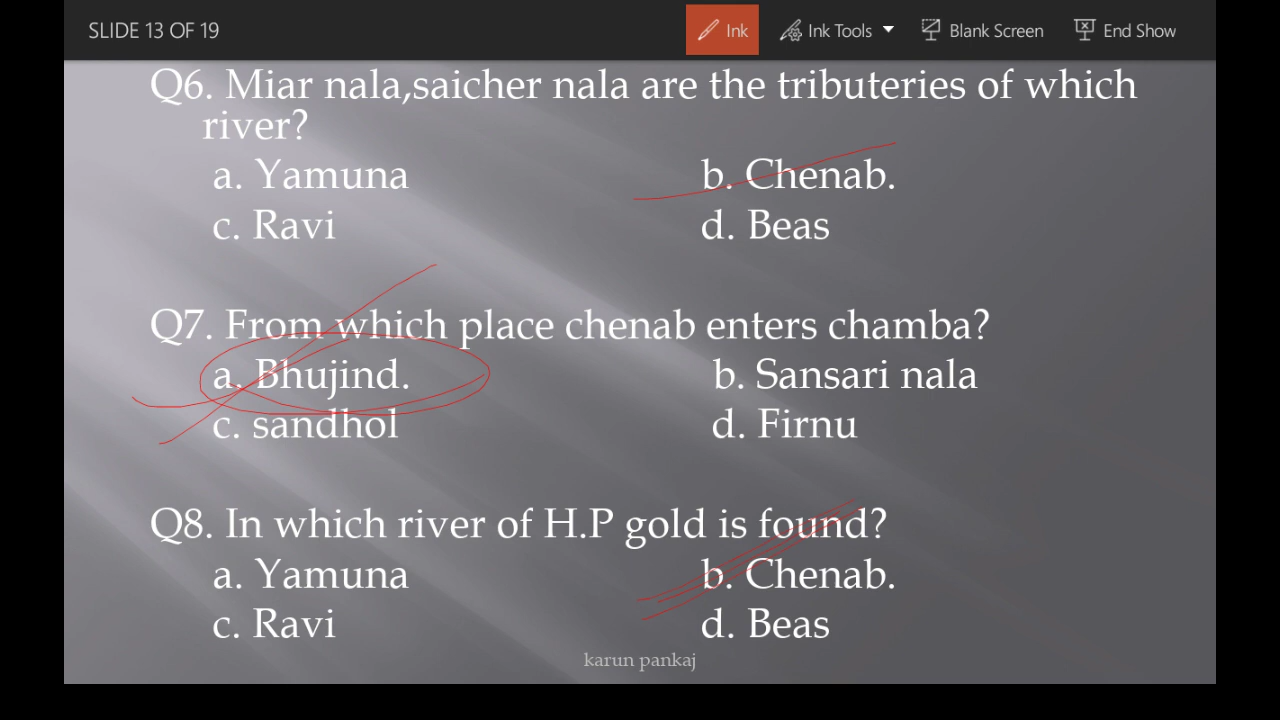 SLIDE 13 OF 19 Ink Ink Tools Blank Screen End Show
Q6. Miar nala,saicher nala are the tributeries of which
river?
a. Yamuna b. Chenab.
c. Ravi d. Beas
Q7. From which place chenab enters chamba?
a. Bhujind. b. Sansari nala
c. sandhol d. Firnu
Q8. In which river of H.P gold is found?
a. Yamuna b. Chenab.
c. Ravi d. Beas
karun pankaj